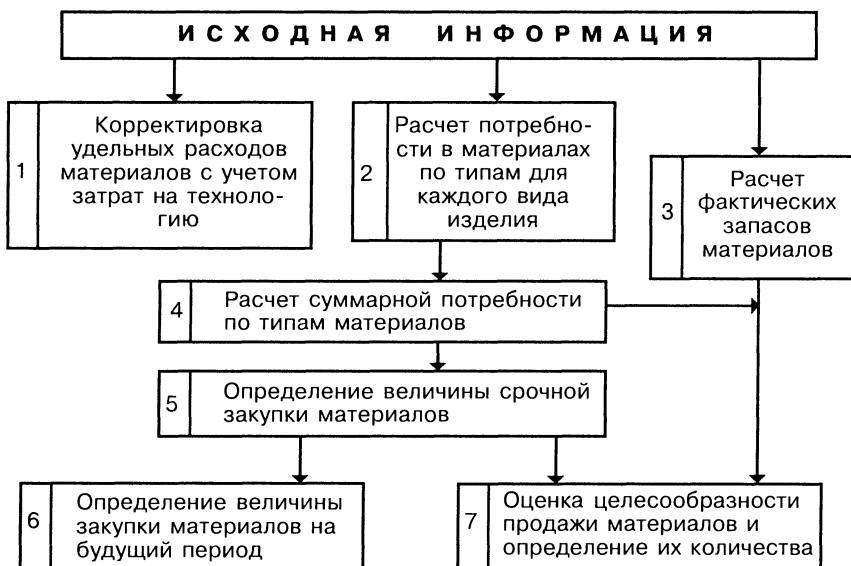 ИСХОДНАЯ ИНФОРМАЦИЯ
1
Корректировка
удельных расходов
материалов с учетом
затрат на техноло-
гию
2
Расчет потребно-
сти в материалах
по типам для
каждого вида
изделия
3
Расчет
фактических
запасов
материалов
4
Расчет суммарной потребности
по типам материалов
5
Определение величины срочной
закупки материалов
6
Определение величины
закупки материалов на
будущий период
7
Оценка целесообразности
продажи материалов и
определение их количества